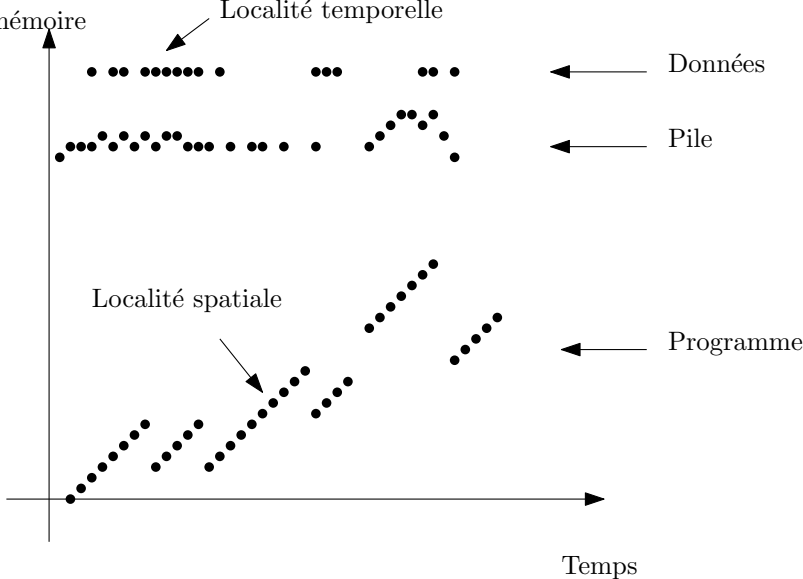 Localité temporelle
mémoire
Données
Pile
Localité spatiale
Programme
Temps